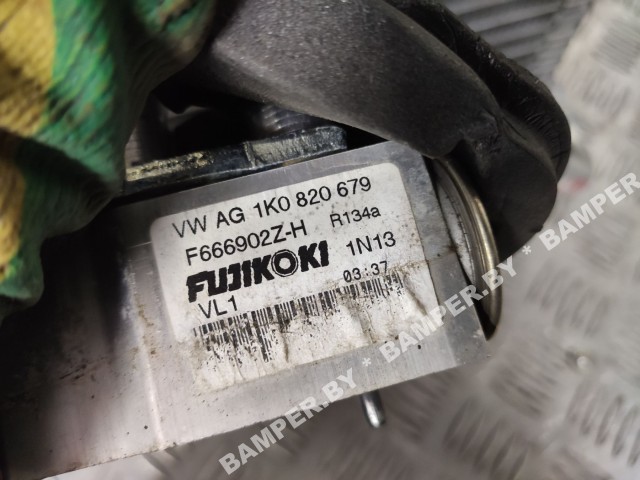 VW AG 1K0 820 679
F666902Z-H R134a
FUJIKOKI 1N13
VL1 03:37
BAMPER.BY * BAMPER.BY * BAMPER